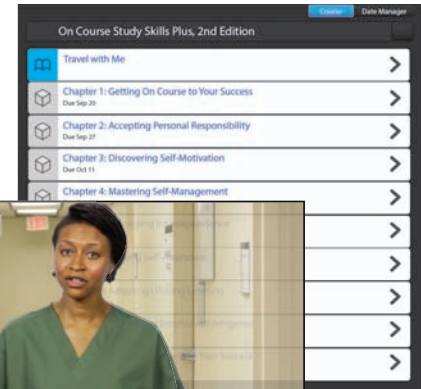 Course Date Manager
On Course Study Skills Plus, 2nd Edition
Travel with Me
Chapter 1: Getting On Course to Your Success
Due Sep 20
Chapter 2: Accepting Personal Responsibility
Due Sep 27
Chapter 3: Discovering Self-Motivation
Due Oct 11
Chapter 4: Mastering Self-Management